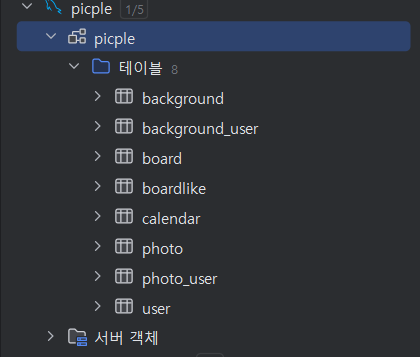 picple 1/5
picple
테이블 8
background
background_user
board
boardlike
calendar
photo
photo_user
user
서버 객체